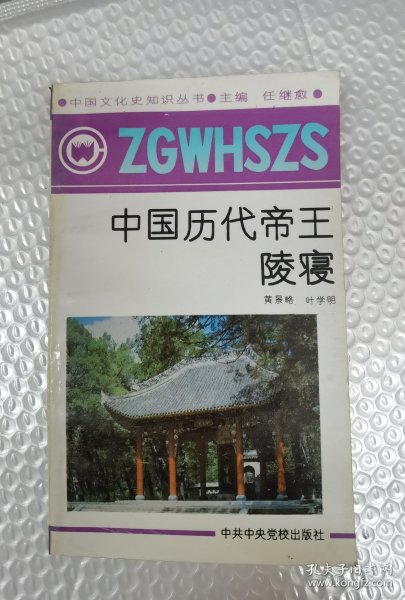 ●中国文化史知识丛书●主编 任继愈●
ZGWHSZS
中国历代帝王
陵寝
黄景略 叶学明
中共中央党校出版社
孔夫子旧书网
www.kongfz.com